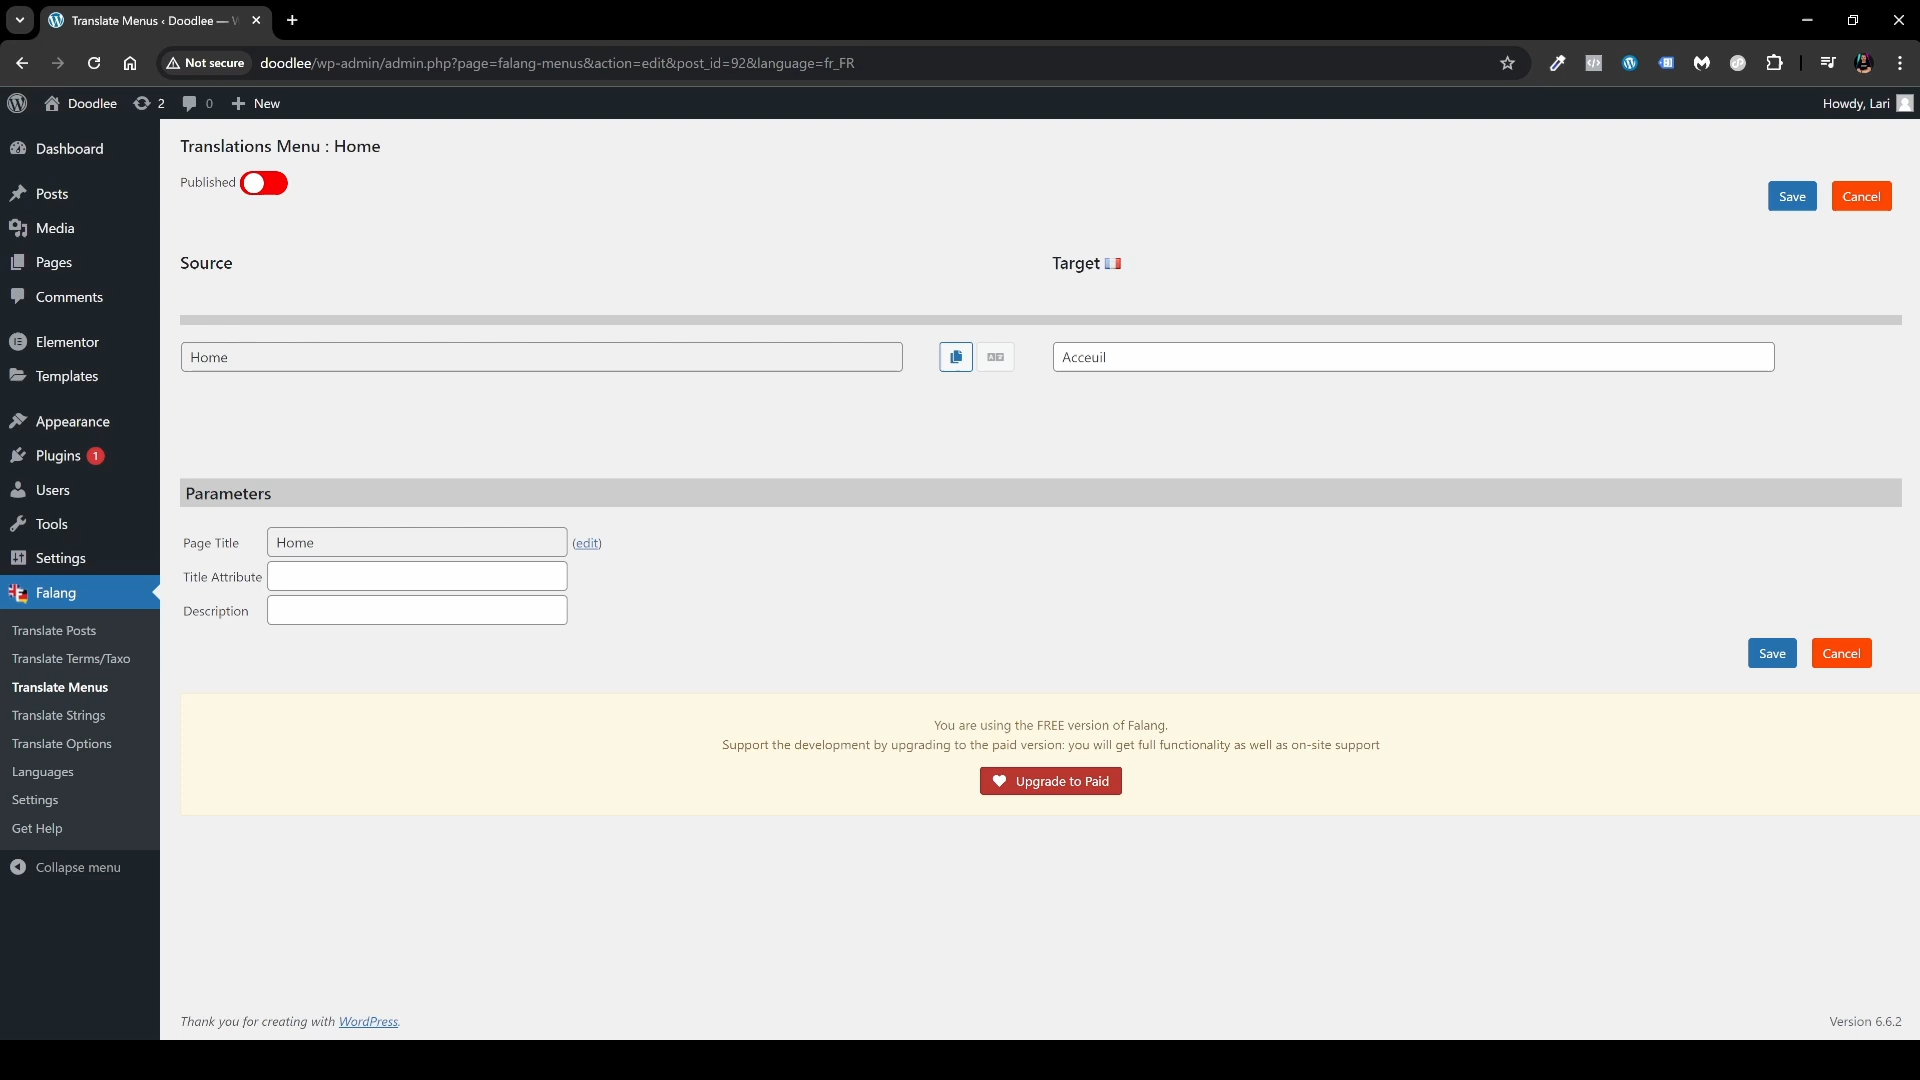 Translate Menus ‹ Doodlee — W
Not secure
doodlee/wp-admin/admin.php?page=falang-menus&action=edit&post_id=92&language=fr_FR
Doodlee
2
0
New
Howdy, Lari
Dashboard
Posts
Media
Pages
Comments
Elementor
Templates
Appearance
Plugins 1
Users
Tools
Settings
Falang
Translate Posts
Translate Terms/Taxo
Translate Menus
Translate Strings
Translate Options
Languages
Settings
Get Help
Collapse menu
Translations Menu : Home
Published
Save
Cancel
Source
Target
Home
Acceuil
Parameters
Page Title
Home
(edit)
Title Attribute
Description
Save
Cancel
You are using the FREE version of Falang.
Support the development by upgrading to the paid version: you will get full functionality as well as on-site support
Upgrade to Paid
Thank you for creating with WordPress.
Version 6.6.2